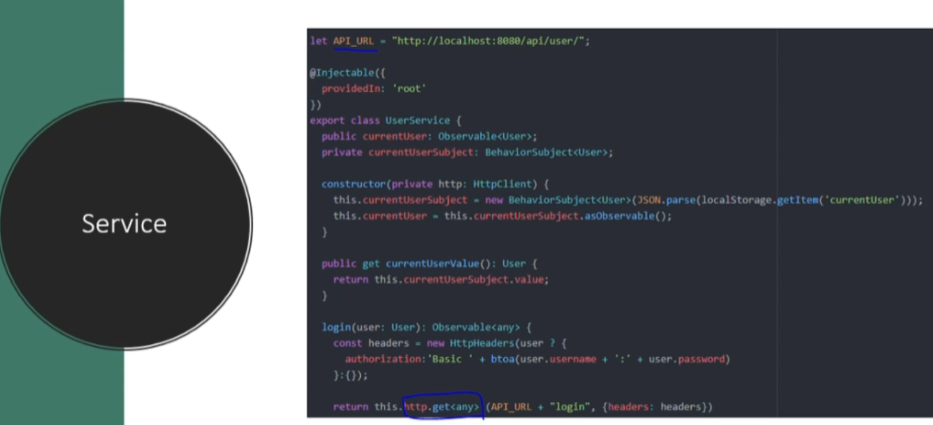 Service
let API_URL = "http://localhost:8080/api/user/";
@Injectable({
providedIn: 'root'
})
export class UserService {
public currentUser: Observable<User>;
private currentUserSubject: BehaviorSubject<User>;
constructor(private http: HttpClient) {
this.currentUserSubject = new BehaviorSubject<User>(JSON.parse(localStorage.getItem('currentUser')));
this.currentUser = this.currentUserSubject.asObservable();
}
public get currentUserValue(): User {
return this.currentUserSubject.value;
}
login(user: User): Observable<any> {
const headers = new HttpHeaders(user ? {
authorization:'Basic ' + btoa(user.username + ':' + user.password)
}:{});
return this.http.get<any> (API_URL + "login", {headers: headers})